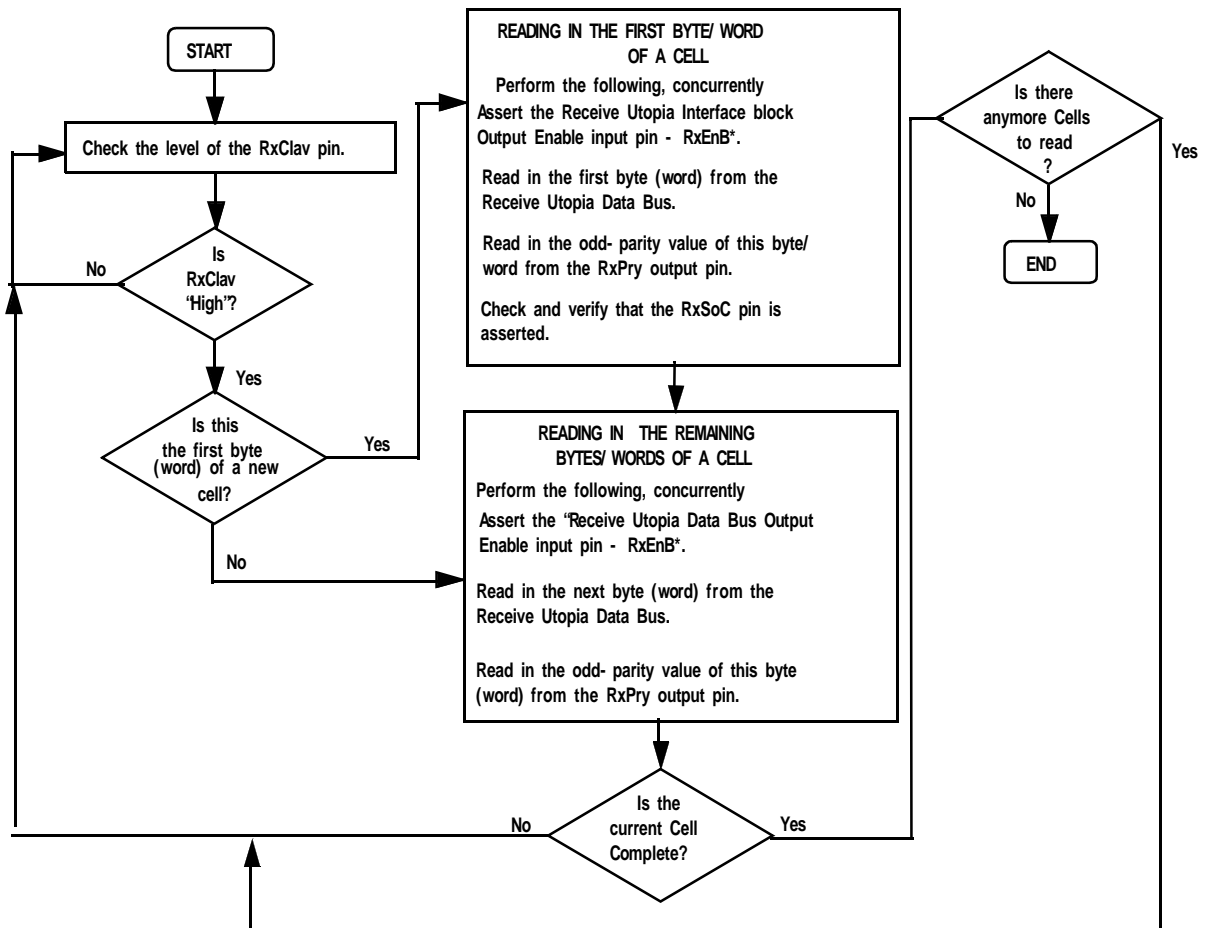 START
Check the level of the RxClav pin.
Is
RxClav
“High”?
No
Yes
Is this
the first byte
(word) of a new
cell?
Yes
No
READING IN THE FIRST BYTE/ WORD
OF A CELL
Perform the following, concurrently
Assert the Receive Utopia Interface block
Output Enable input pin - RxEnB*.
Read in the first byte (word) from the
Receive Utopia Data Bus.
Read in the odd- parity value of this byte/
word from the RxPry output pin.
Check and verify that the RxSoC pin is
asserted.
READING IN THE REMAINING
BYTES/ WORDS OF A CELL
Perform the following, concurrently
Assert the “Receive Utopia Data Bus Output
Enable input pin - RxEnB*.
Read in the next byte (word) from the
Receive Utopia Data Bus.
Read in the odd- parity value of this byte
(word) from the RxPry output pin.
Is the
current Cell
Complete?
No
Yes
Is there
anymore Cells
to read
?
Yes
No
END